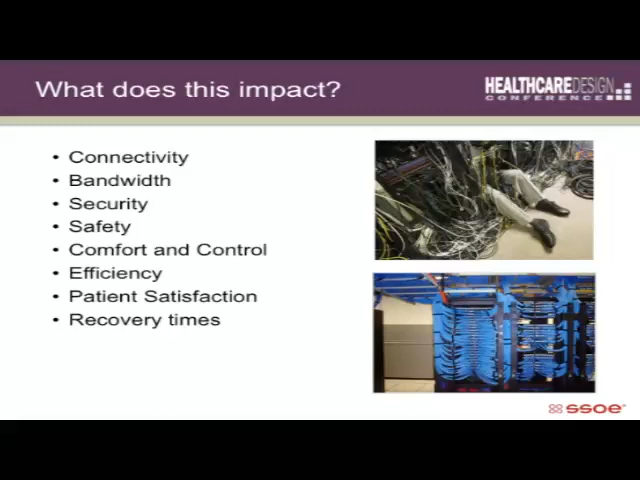 What does this impact?
HEALTHCAREDESIGN
CONFERENCE
• Connectivity
• Bandwidth
• Security
• Safety
• Comfort and Control
• Efficiency
• Patient Satisfaction
• Recovery times
ssoe